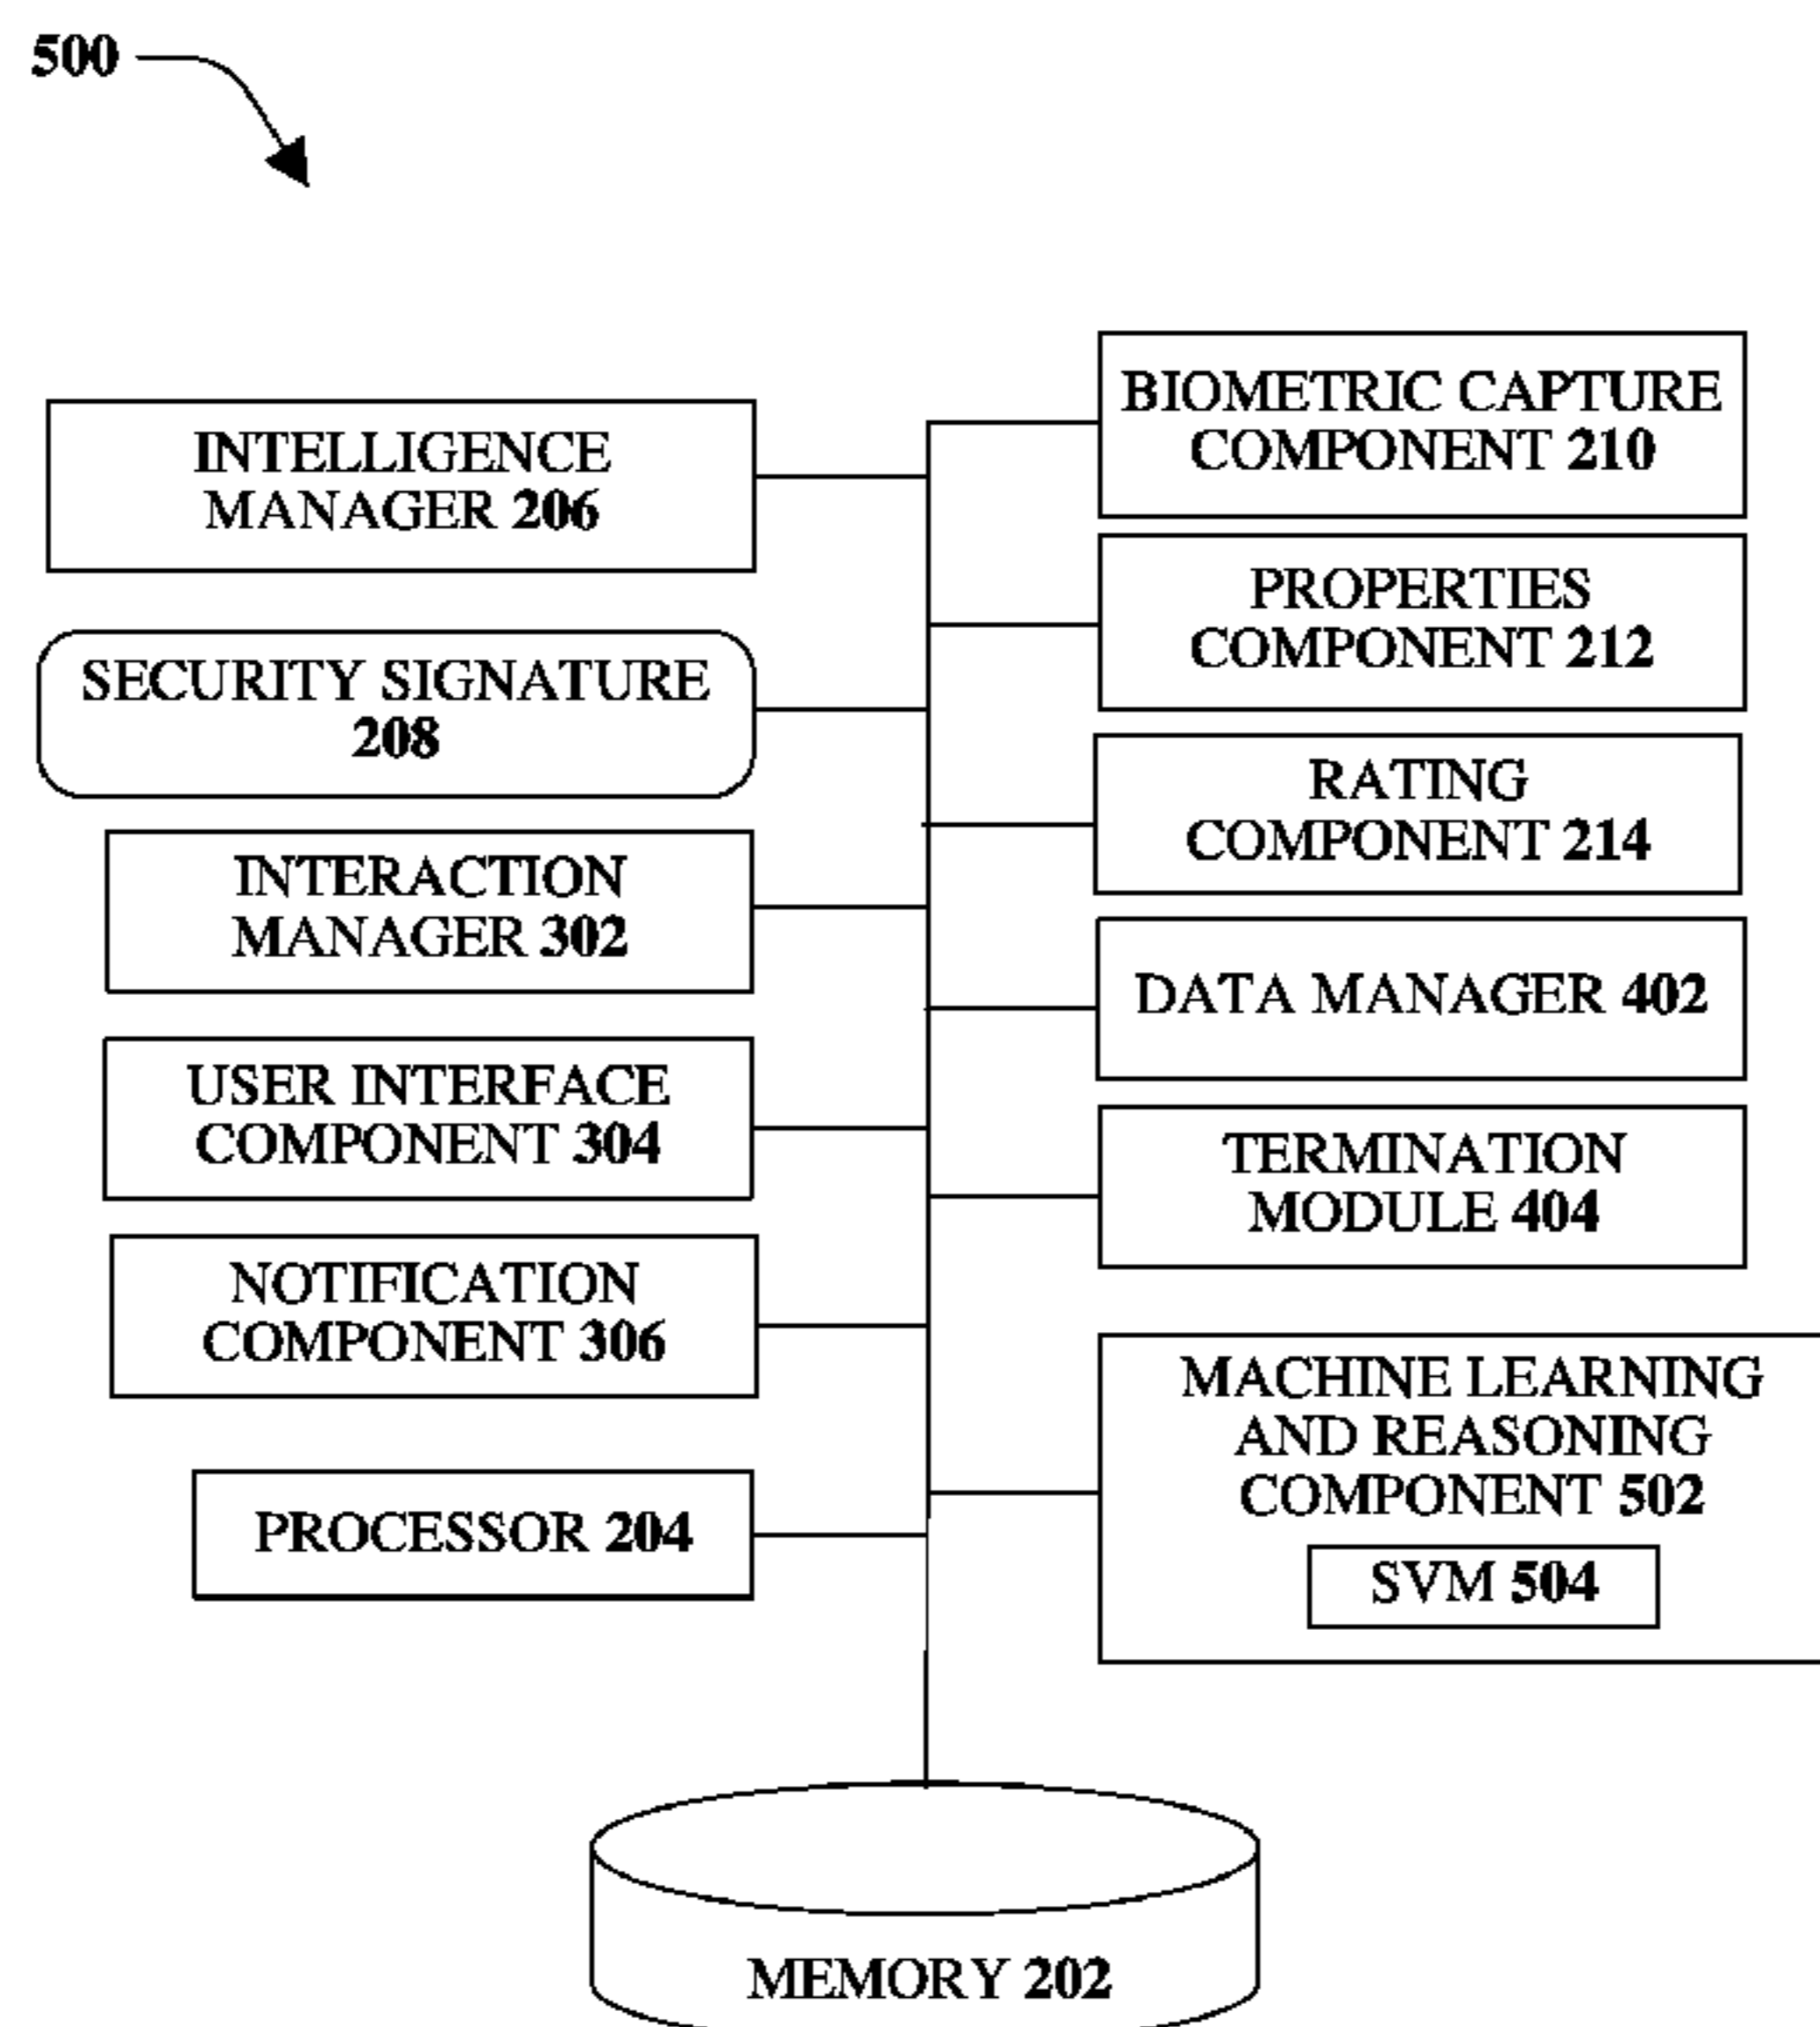 500
INTELLIGENCE
MANAGER 206
SECURITY SIGNATURE
208
INTERACTION
MANAGER 302
USER INTERFACE
COMPONENT 304
NOTIFICATION
COMPONENT 306
PROCESSOR 204
BIOMETRIC CAPTURE
COMPONENT 210
PROPERTIES
COMPONENT 212
RATING
COMPONENT 214
DATA MANAGER 402
TERMINATION
MODULE 404
MACHINE LEARNING
AND REASONING
COMPONENT 502
SVM 504
MEMORY 202